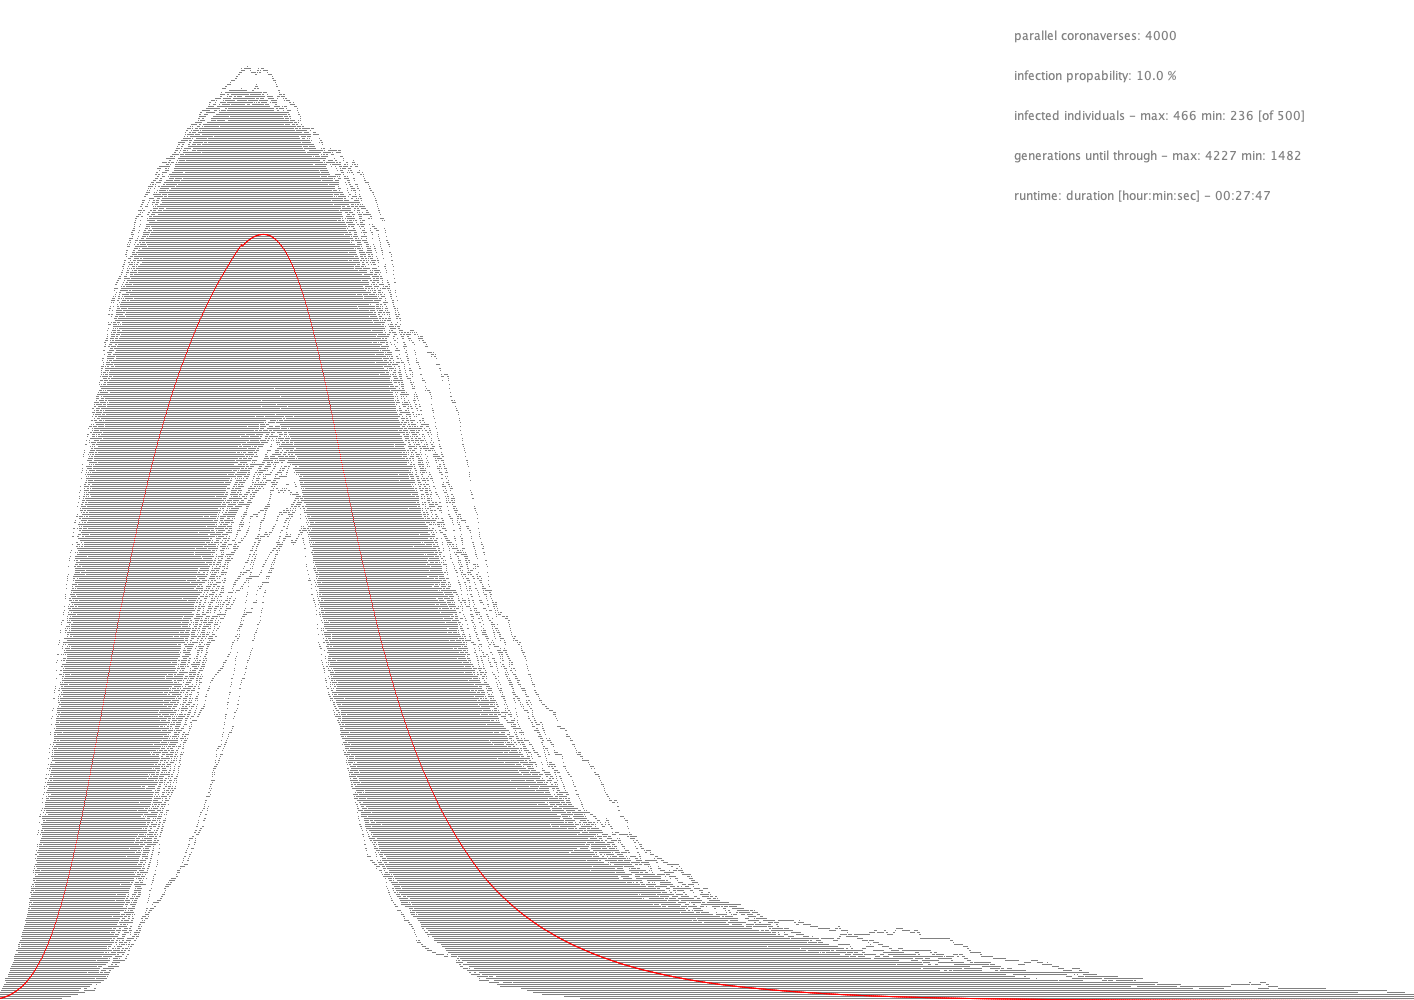 parallel coronaverses: 4000
infection propability: 10.0 %
infected individuals – max: 466 min: 236 [of 500]
generations until through – max: 4227 min: 1482
runtime: duration [hour:min:sec] – 00:27:47